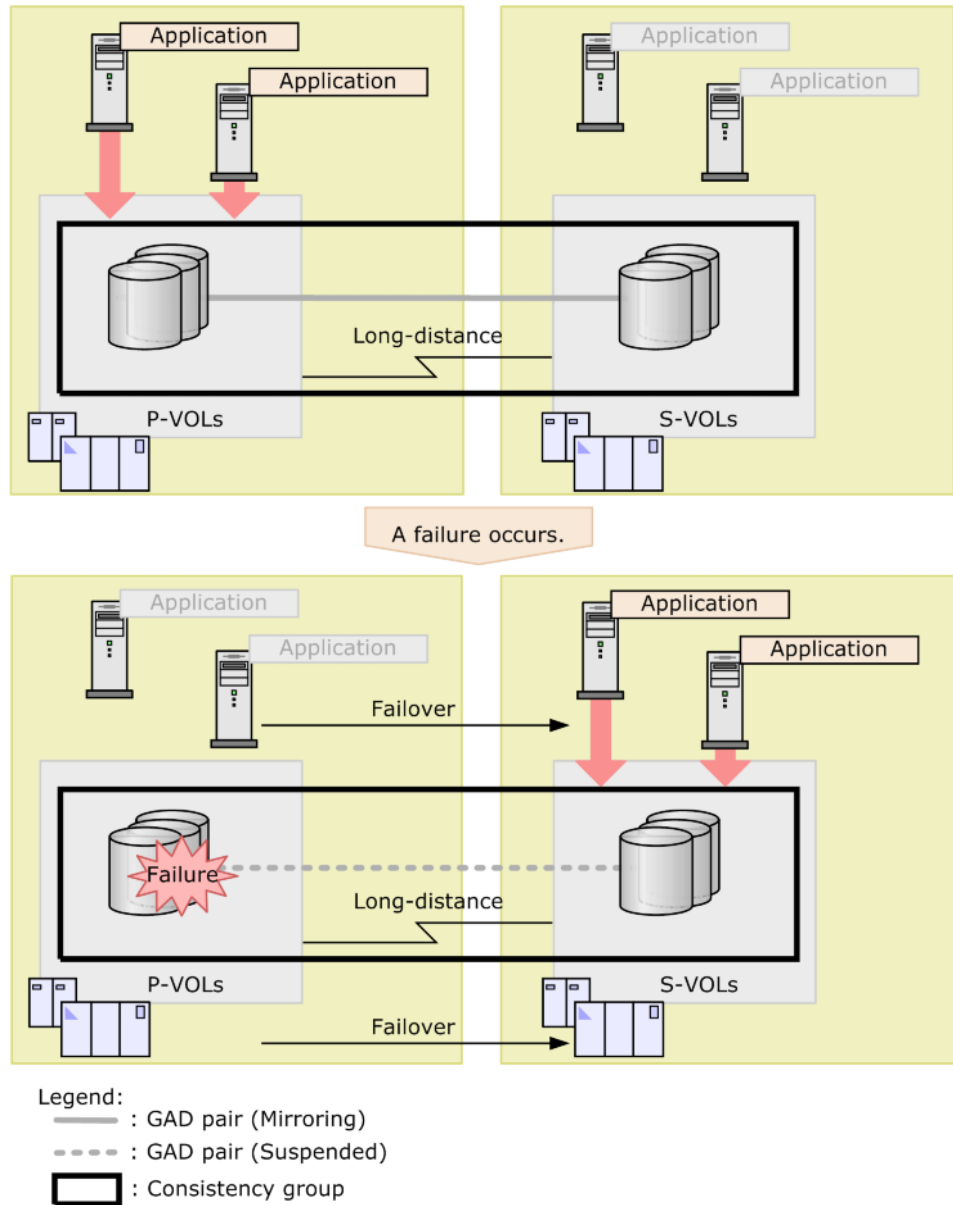 Application
Application
Application
Application
Long-distance
P-VOLs
S-VOLs
A failure occurs.
Application
Application
Application
Application
Failover
Failure
Long-distance
P-VOLs
S-VOLs
Failover
Legend:
: GAD pair (Mirroring)
: GAD pair (Suspended)
: Consistency group